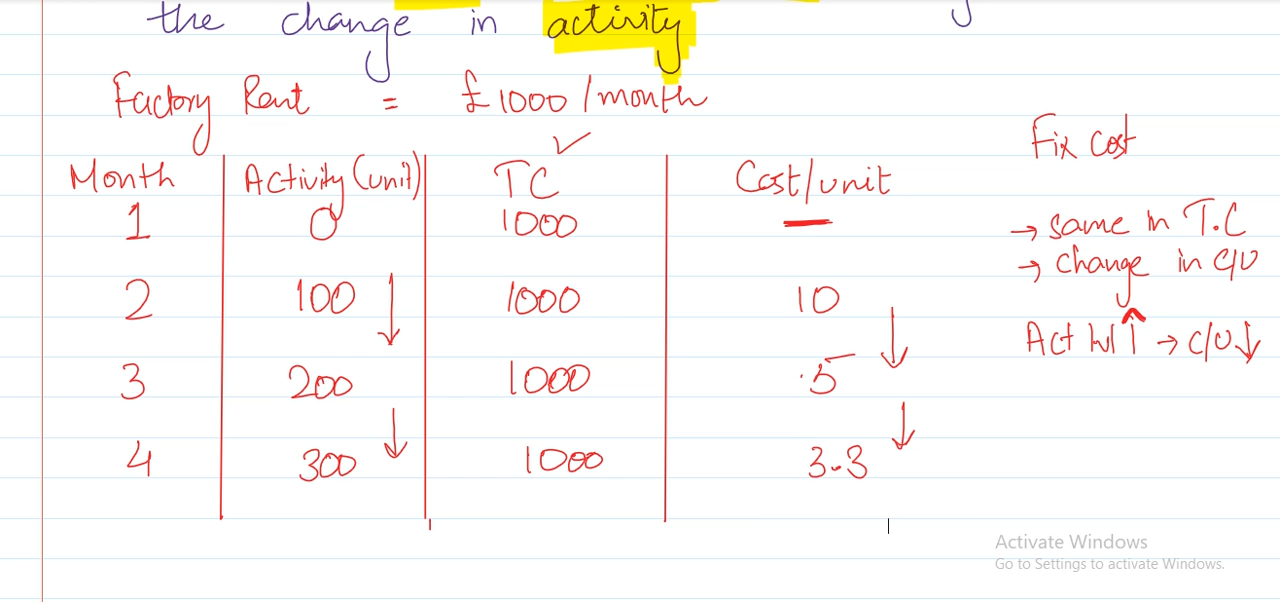 the change in activity
Factory Rent = £1000/month
Month Activity (unit) TC Cost/unit
1 0 1000 —
2 100 1000 10
3 200 1000 5
4 300 1000 3.3
Fix cost
→ same in T.C
→ change in C/U
Act lvl ↑ → C/U ↓
Activate Windows
Go to Settings to activate Windows.